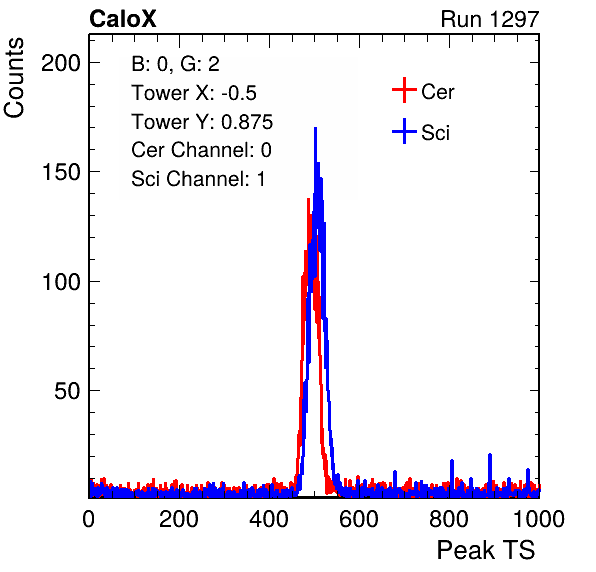 CaloX Run 1297
Counts
200
150
100
50
B: 0, G: 2
Tower X: -0.5
Tower Y: 0.875
Cer Channel: 0
Sci Channel: 1
Cer
Sci
0 200 400 600 800 1000
Peak TS